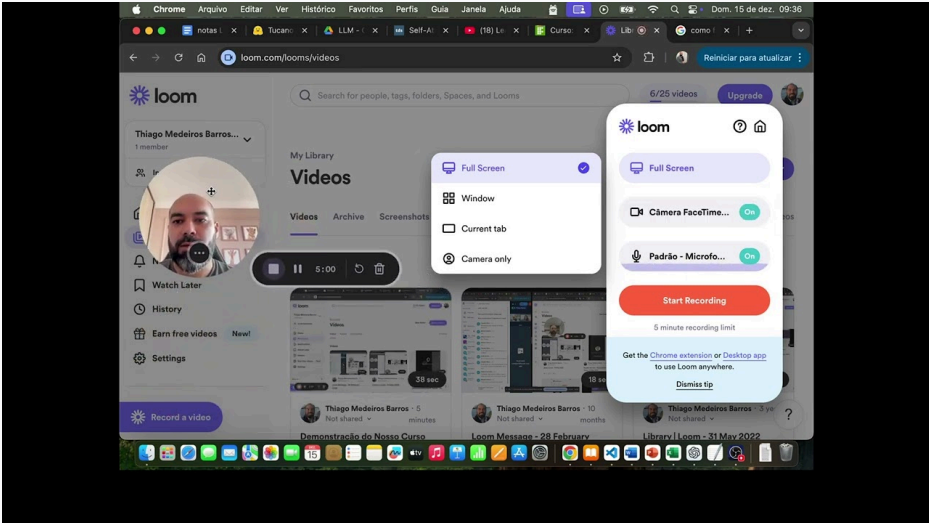 Chrome Arquivo Editar Ver Histórico Favoritos Perfis Guia Janela Ajuda Dom. 15 de dez. 09:36
notas Tucan LLM - Self-A (18) Le Curso: Lib como
loom.com/looms/videos Reiniciar para atualizar
loom
Search for people, tags, folders, Spaces, and Looms
6/25 videos
Upgrade
Thiago Medeiros Barros...
1 member
My Library
Videos
Videos Archive Screenshots
Full Screen
Window
Current tab
Camera only
5:00
Watch Later
History
Earn free videos New!
Settings
Record a video
loom
Full Screen
Câmera FaceTime... On
Padrão - Microfo... On
Start Recording
5 minute recording limit
Get the Chrome extension or Desktop app
to use Loom anywhere.
Dismiss tip
38 sec
18 se
Thiago Medeiros Barros · 5
Not shared minutes
Demonstração do Nosso Curso
Thiago Medeiros Barros · 10
Not shared months
Loom Message - 28 February
Thiago Medeiros Barros · 3 ye
Not shared
Library | Loom - 31 May 2022
?